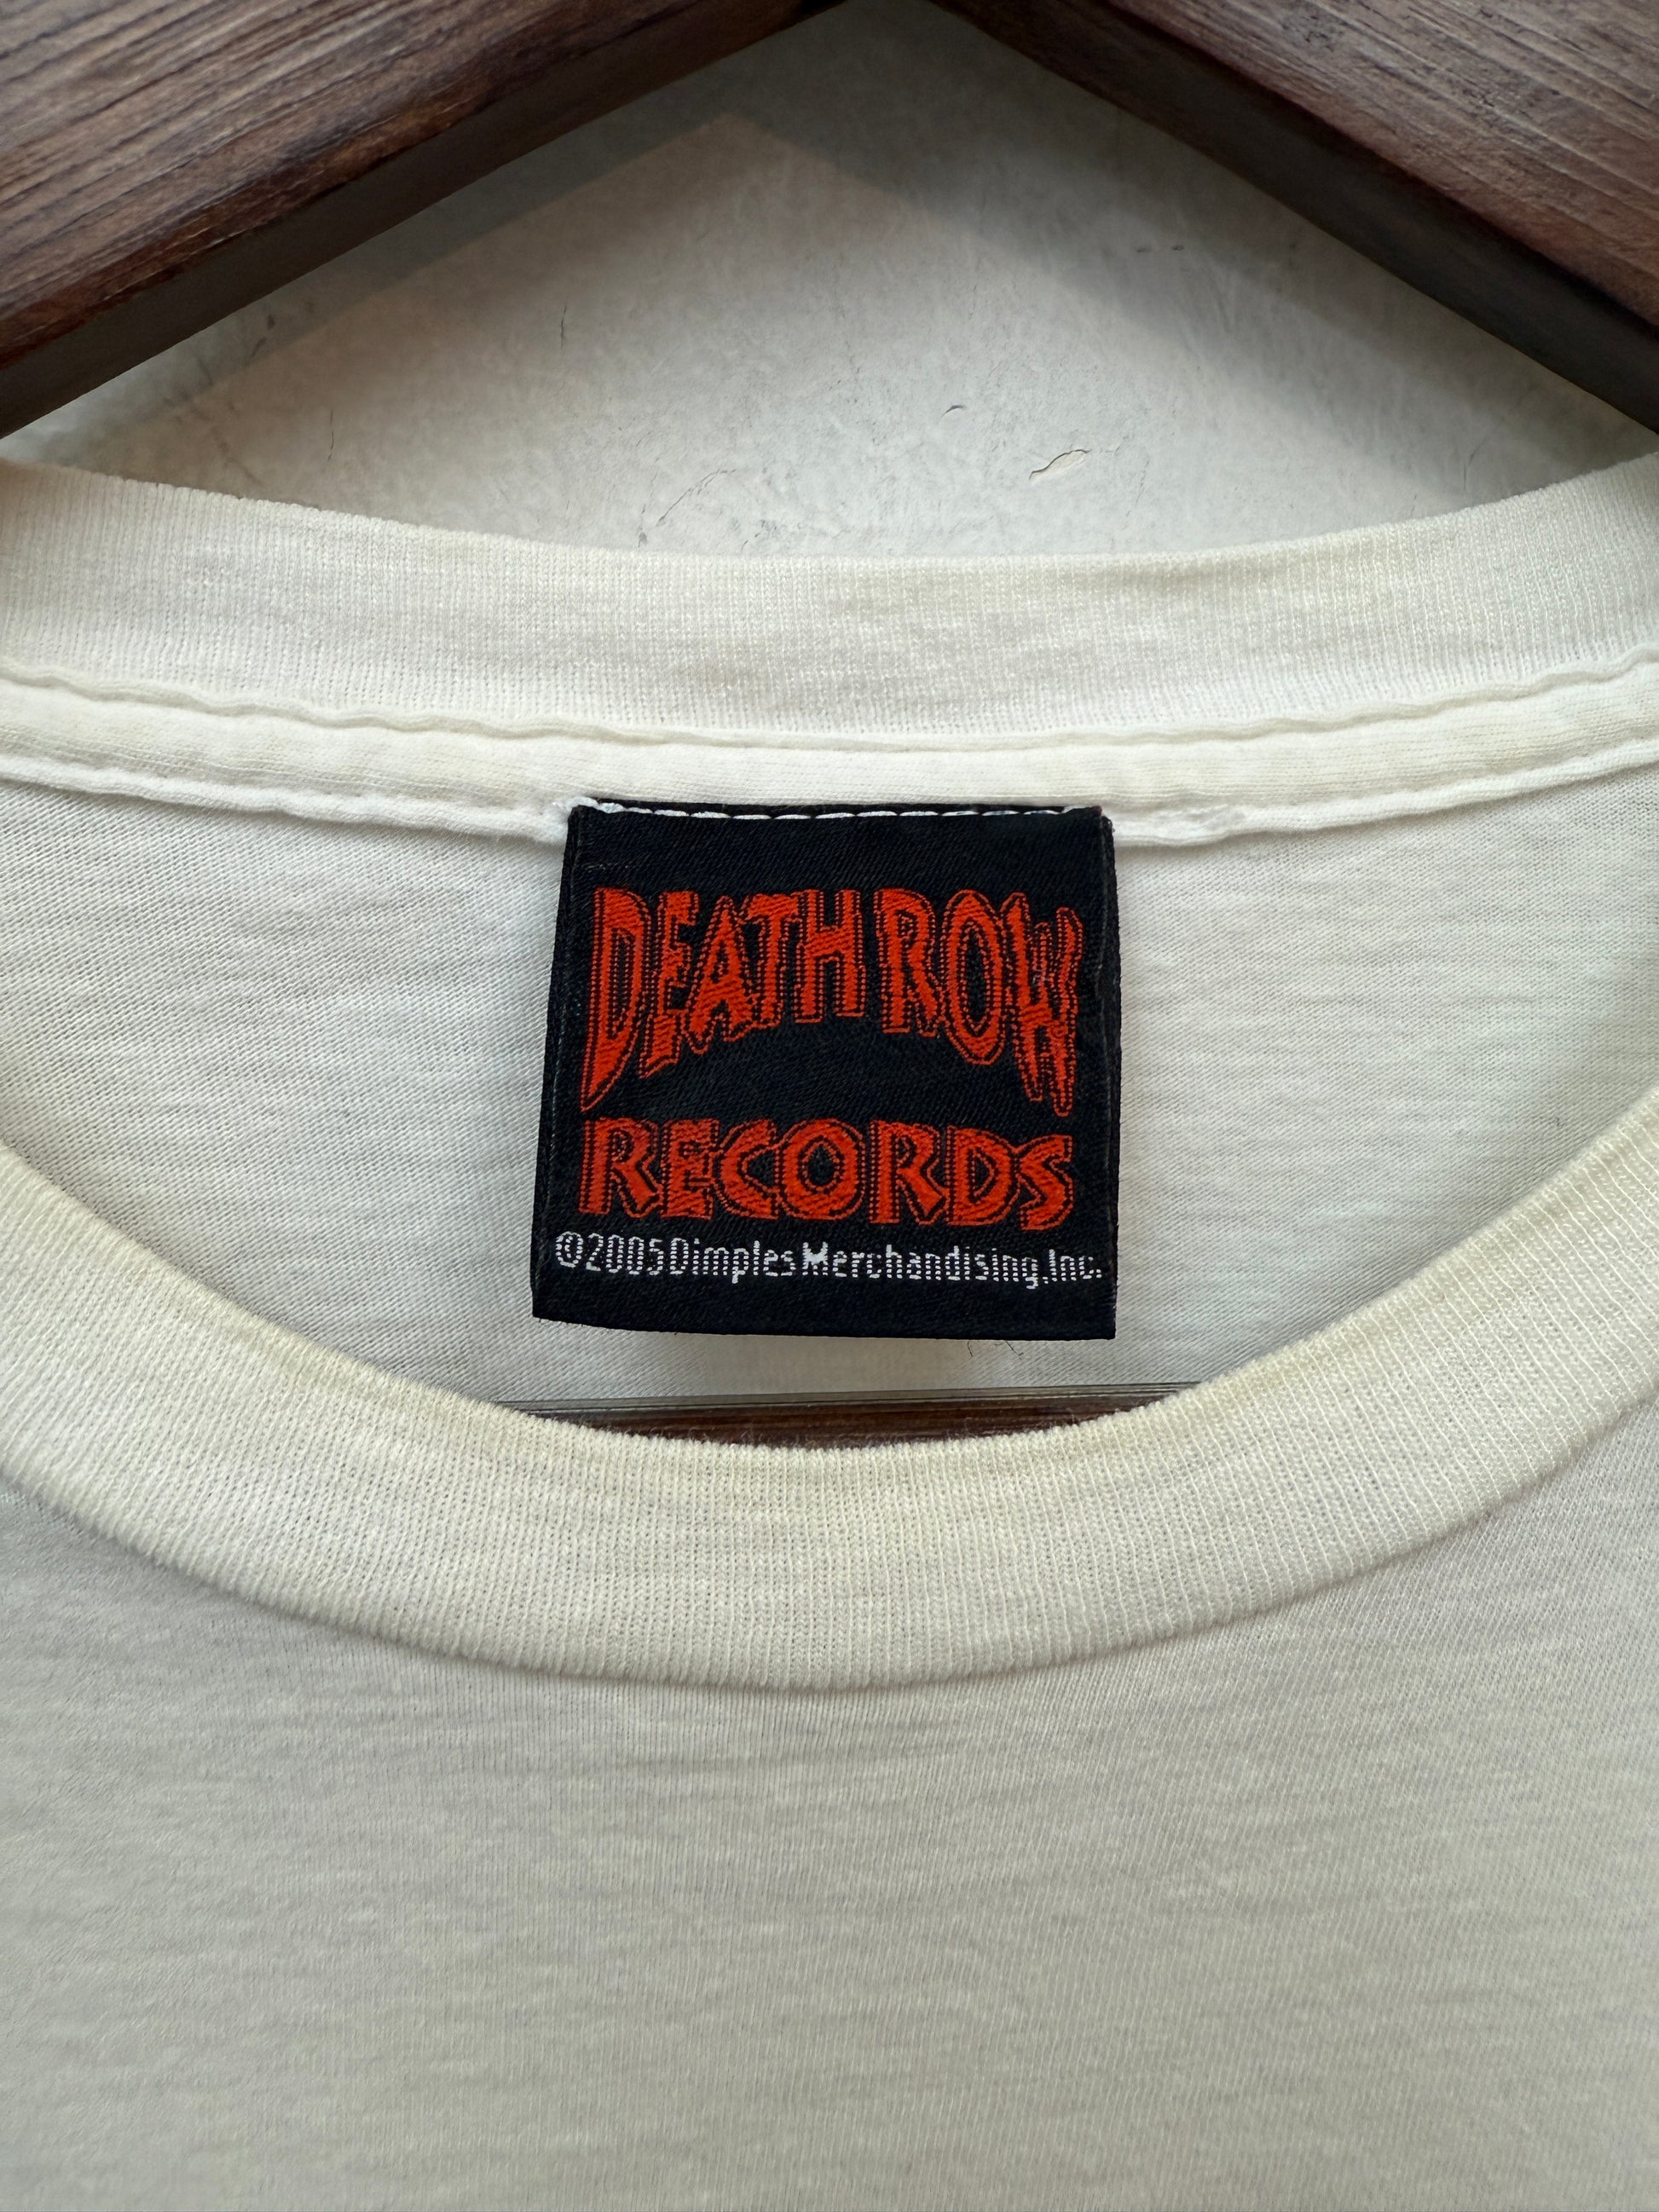 DEATH ROW
RECORDS
©2005 Dimples Merchandising, Inc.